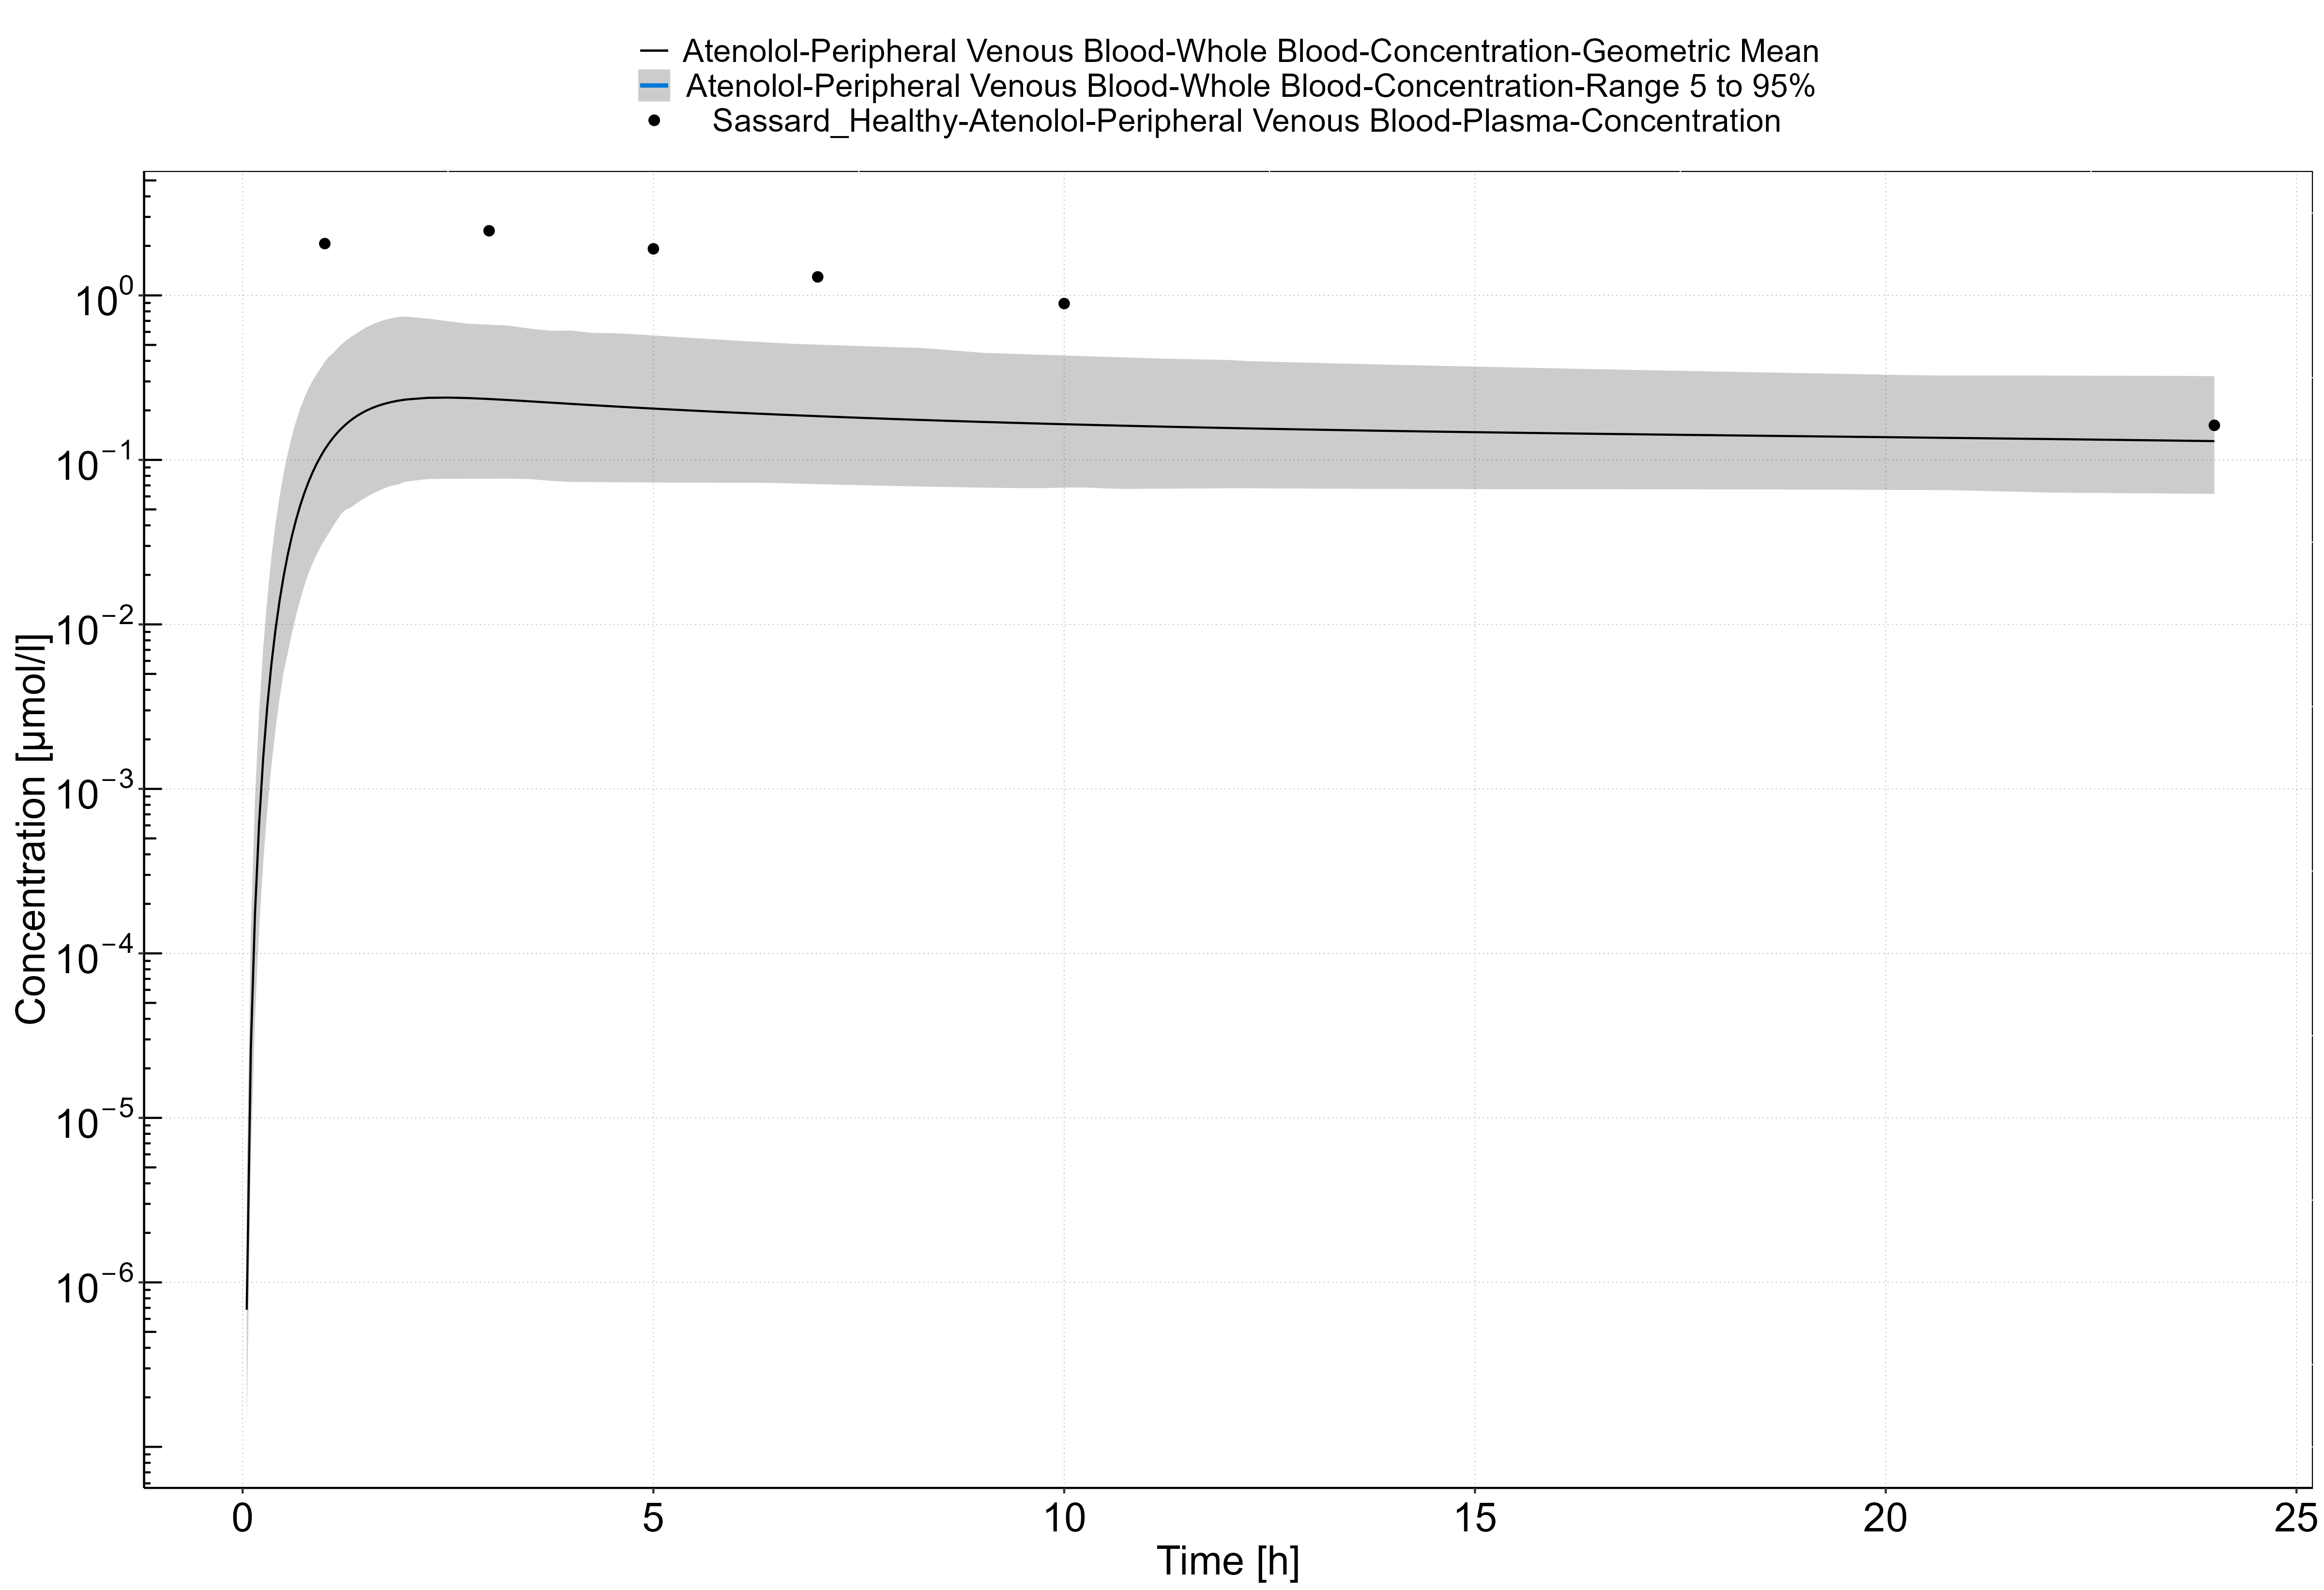 Atenolol-Peripheral Venous Blood-Whole Blood-Concentration-Geometric Mean
Atenolol-Peripheral Venous Blood-Whole Blood-Concentration-Range 5 to 95%
Sassard_Healthy-Atenolol-Peripheral Venous Blood-Plasma-Concentration
Concentration [µmol/l]
10⁰
10⁻¹
10⁻²
10⁻³
10⁻⁴
10⁻⁵
10⁻⁶
0 5 10 15 20 25
Time [h]